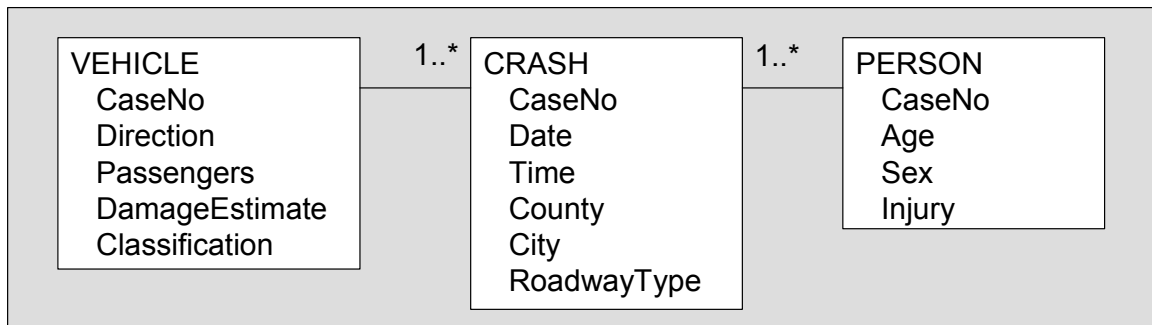 VEHICLE
CaseNo
Direction
Passengers
DamageEstimate
Classification
1..*
CRASH
CaseNo
Date
Time
County
City
RoadwayType
1..*
PERSON
CaseNo
Age
Sex
Injury